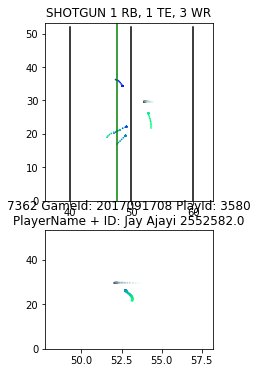 SHOTGUN 1 RB, 1 TE, 3 WR
50
40
30
20
10
0
40 50 60
7362 GameId: 2017091708 PlayId: 3580
PlayerName + ID: Jay Ajayi 2552582.0
40
20
0
50.0 52.5 55.0 57.5